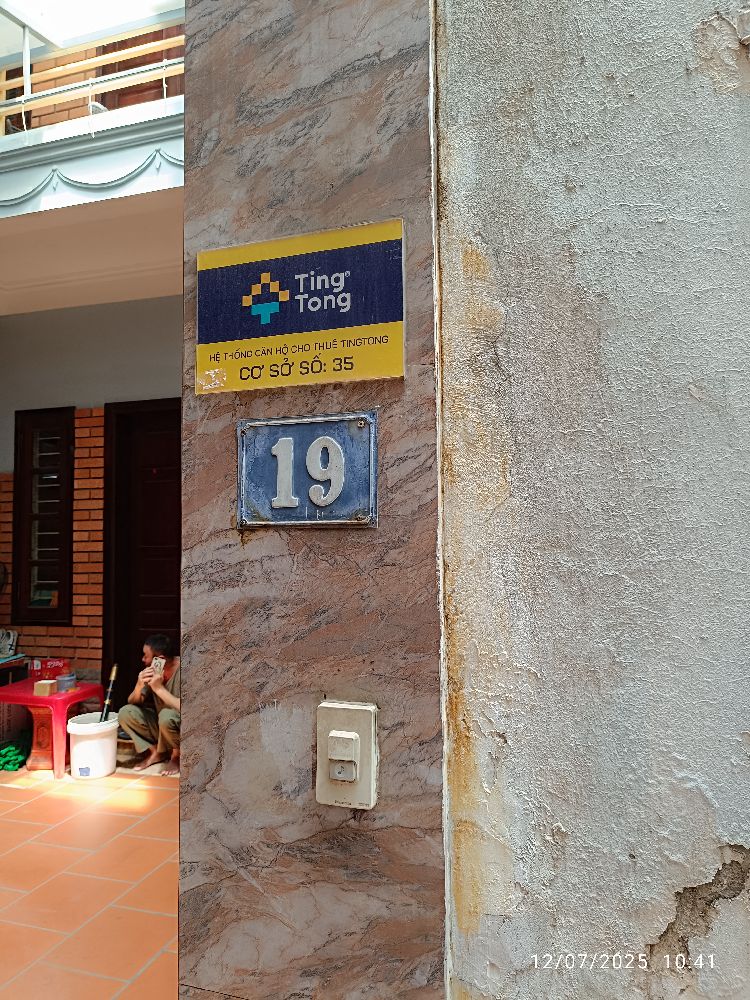 Ting®
Tong
HỆ THỐNG CĂN HỘ CHO THUÊ TINGTONG
CƠ SỞ SỐ: 35
19
12/07/2025 10:41